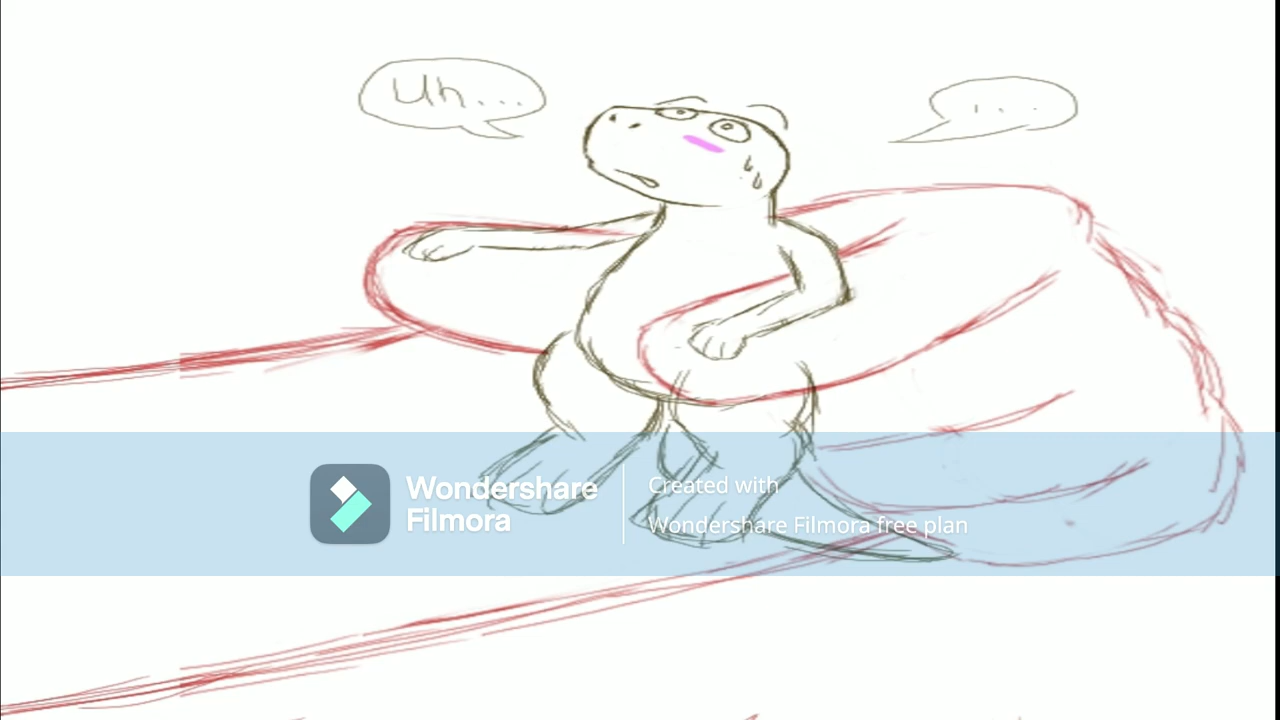 Uh...
...
Wondershare
Filmora
Created with
Wondershare Filmora free plan